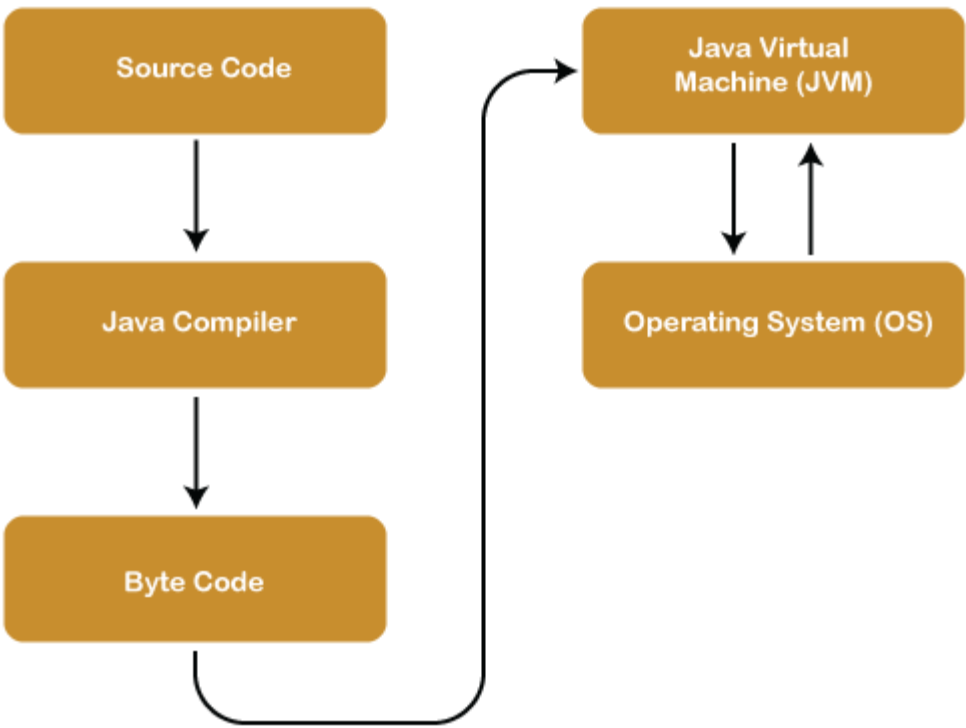 Source Code
Java Compiler
Byte Code
Java Virtual
Machine (JVM)
Operating System (OS)